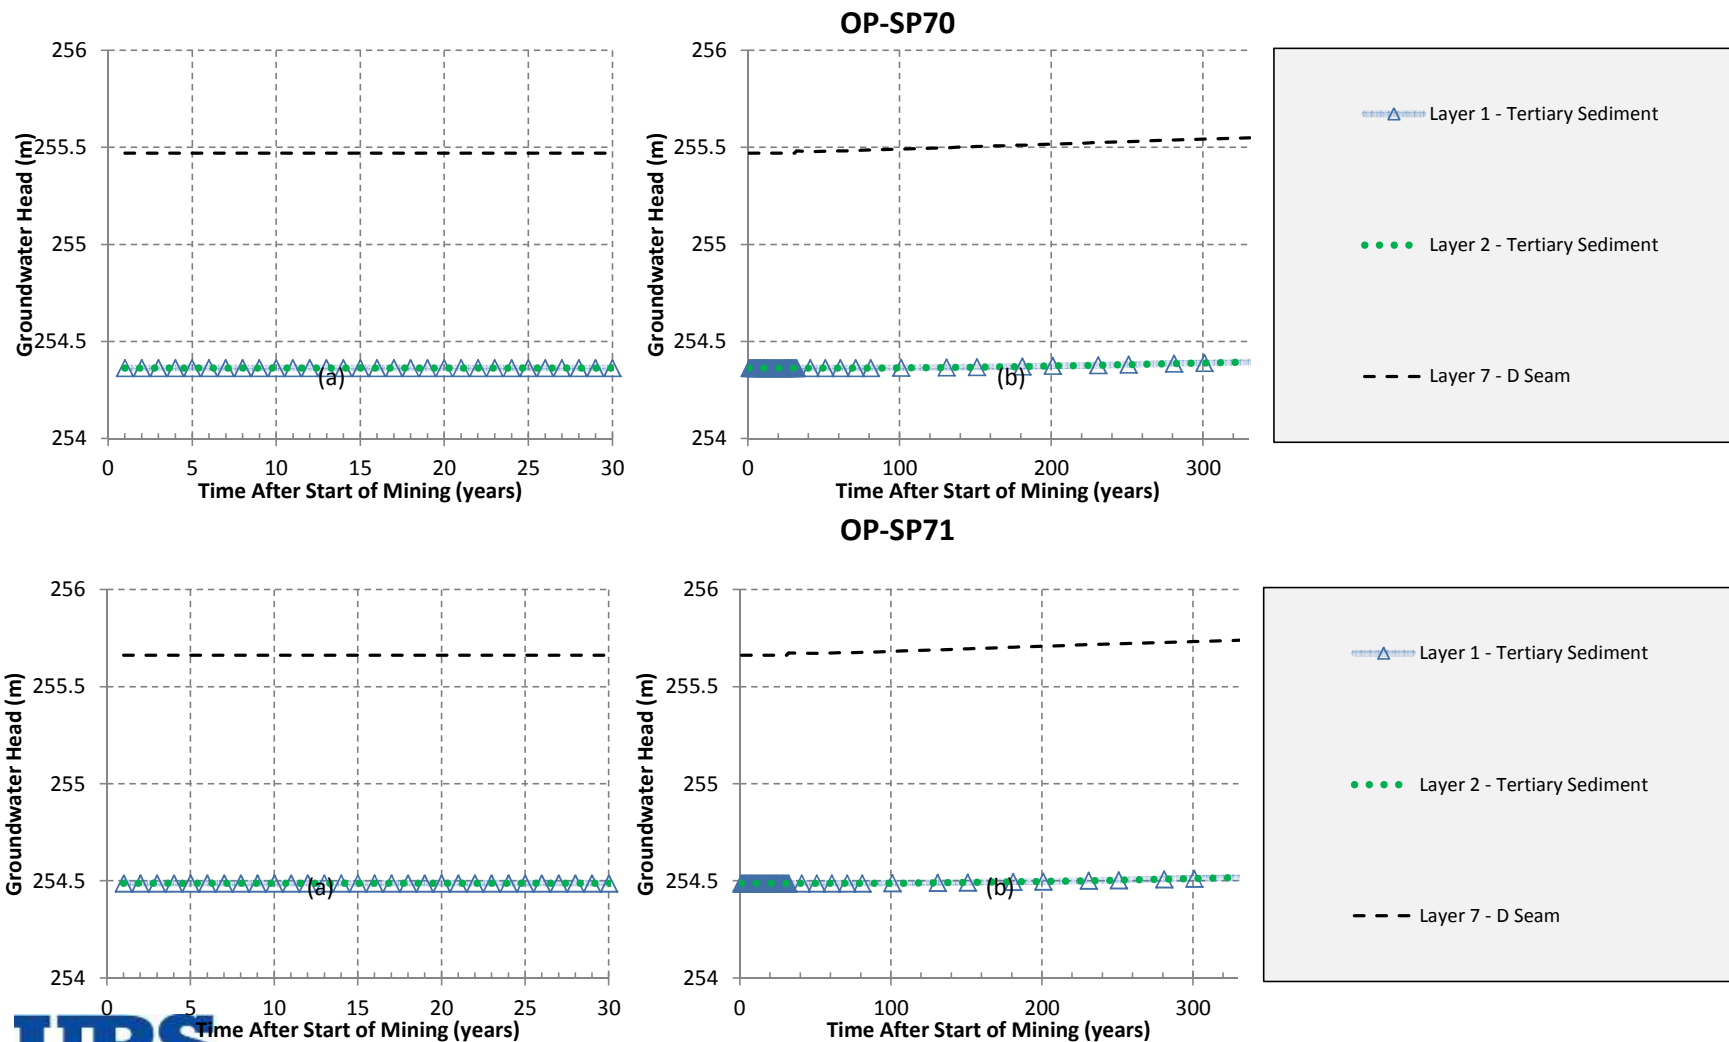 OP-SP70
256
255.5
255
254.5
254
Groundwater Head (m)
(a)
0 5 10 15 20 25 30
Time After Start of Mining (years)
256
255.5
255
254.5
254
Groundwater Head (m)
(b)
0 100 200 300
Time After Start of Mining (years)
Layer 1 - Tertiary Sediment
Layer 2 - Tertiary Sediment
Layer 7 - D Seam
OP-SP71
256
255.5
255
254.5
254
Groundwater Head (m)
(a)
0 5 10 15 20 25 30
Time After Start of Mining (years)
256
255.5
255
254.5
254
Groundwater Head (m)
(b)
0 100 200 300
Time After Start of Mining (years)
Layer 1 - Tertiary Sediment
Layer 2 - Tertiary Sediment
Layer 7 - D Seam